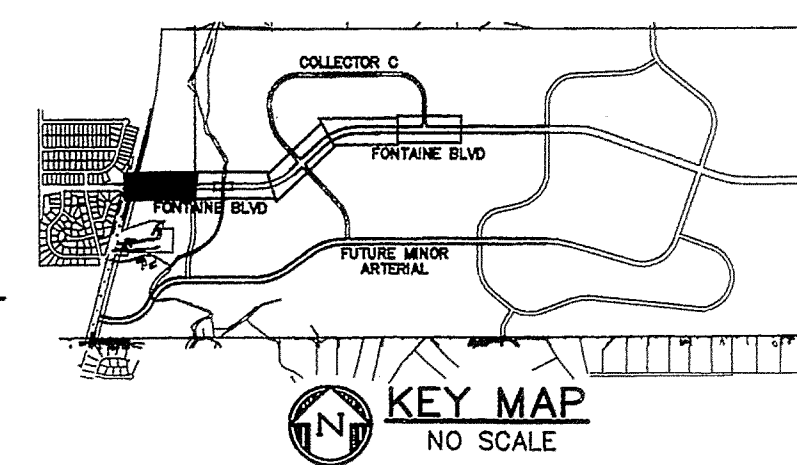 COLLECTOR C
FONTAINE BLVD
FONTAINE BLVD
FUTURE MINOR
ARTERIAL
N
KEY MAP
NO SCALE